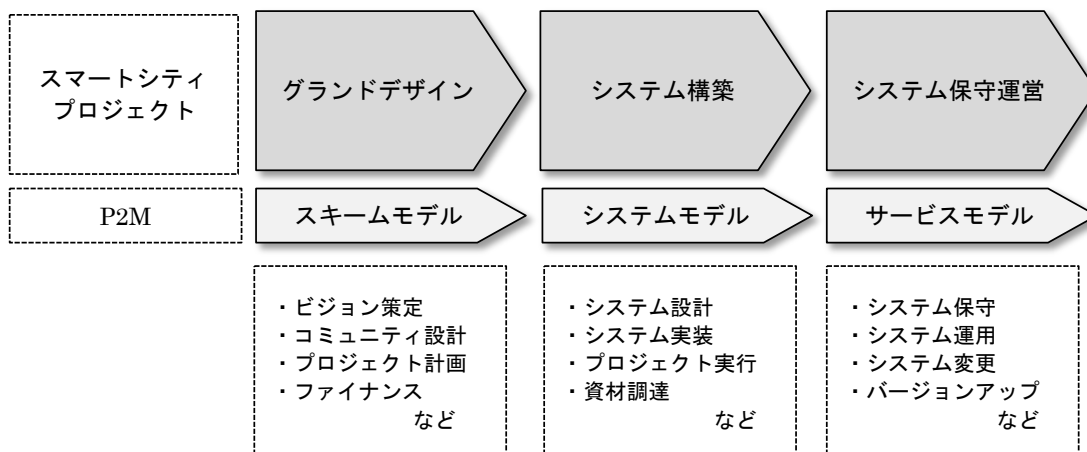 スマートシティ
プロジェクト
グランドデザイン
システム構築
システム保守運営
P2M
スキームモデル
システムモデル
サービスモデル
・ビジョン策定
・コミュニティ設計
・プロジェクト計画
・ファイナンス
など
・システム設計
・システム実装
・プロジェクト実行
・資材調達
など
・システム保守
・システム運用
・システム変更
・バージョンアップ
など